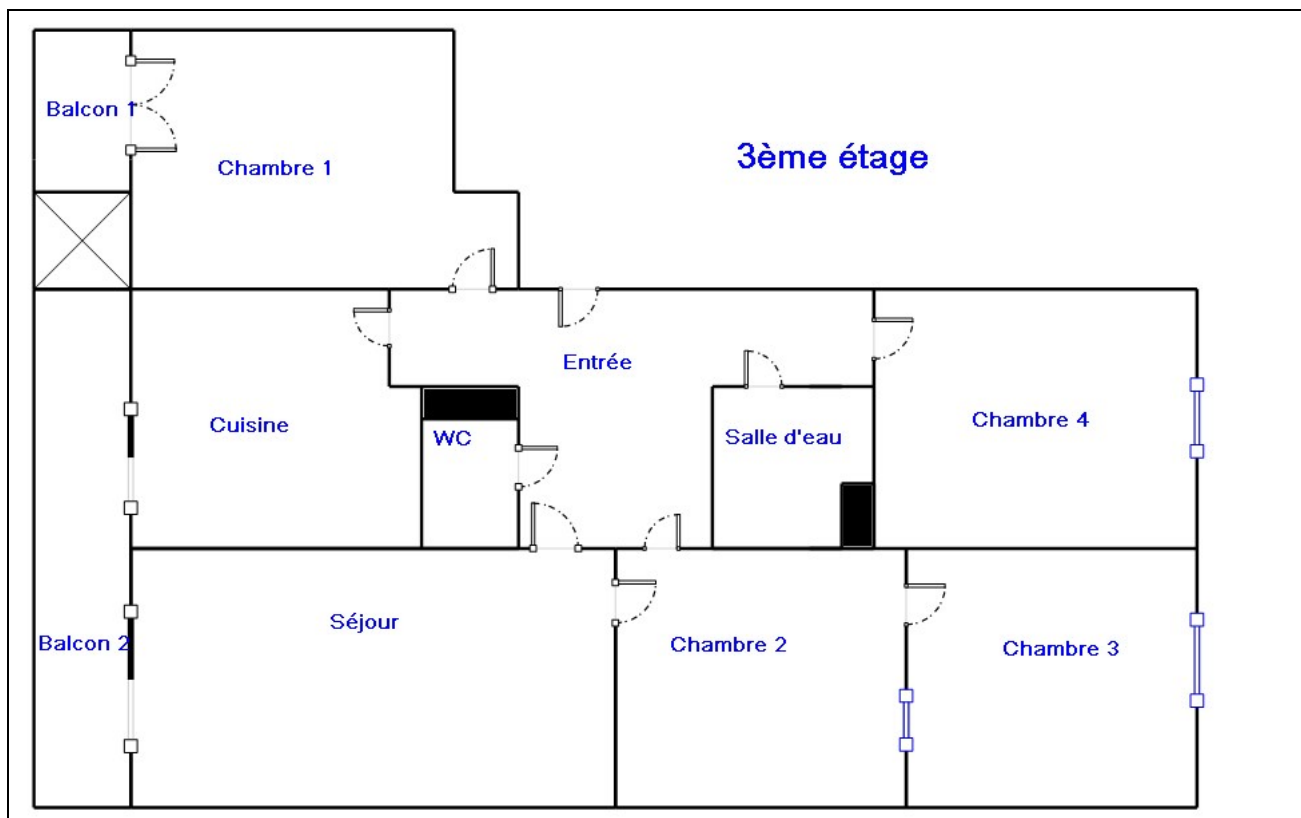 Balcon 1
Chambre 1
3ème étage
Entrée
Cuisine
WC
Salle d'eau
Chambre 4
Balcon 2
Séjour
Chambre 2
Chambre 3